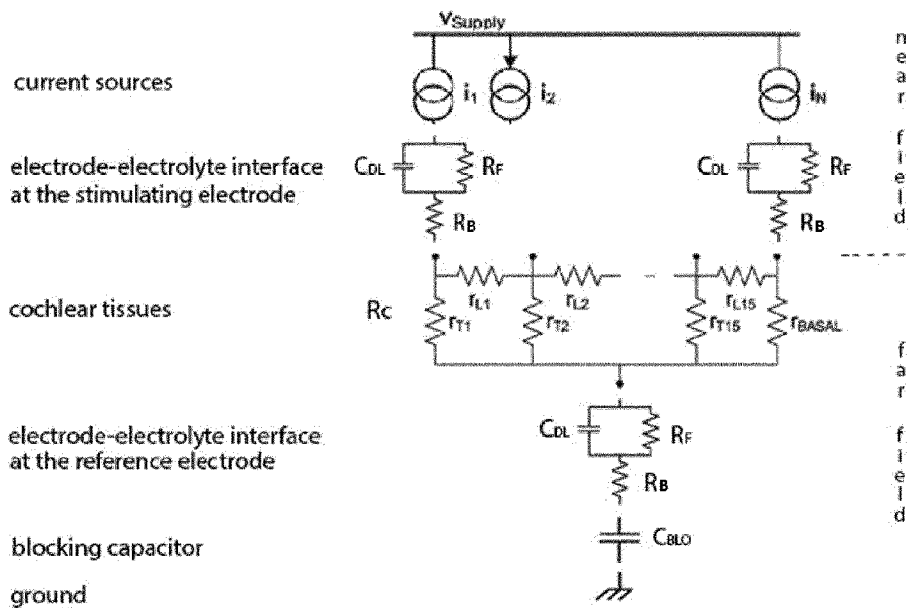 VSupply
current sources
i1
i2
iN
electrode-electrolyte interface
at the stimulating electrode
CDL
RF
RB
CDL
RF
RB
near field
cochlear tissues
RC
rL1
rL2
rL15
rT1
rT2
rT15
rBASAL
far field
electrode-electrolyte interface
at the reference electrode
CDL
RF
RB
blocking capacitor
CBLO
ground